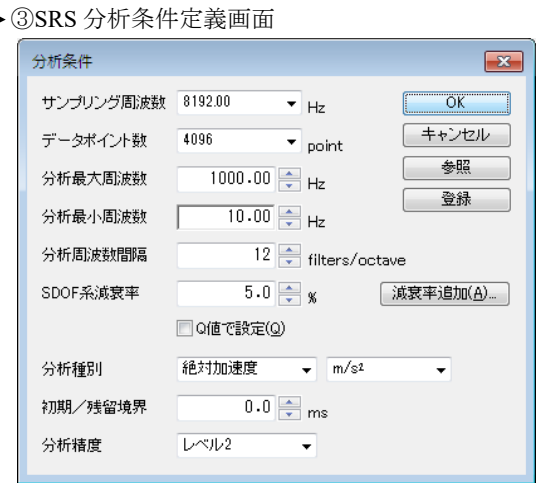 ③SRS 分析条件定義画面
分析条件
サンプリング周波数 8192.00 Hz OK
データポイント数 4096 point キャンセル
分析最大周波数 1000.00 Hz 参照
分析最小周波数 10.00 Hz 登録
分析周波数間隔 12 filters/octave
SDOF系減衰率 5.0 % 減衰率追加(A)...
Q値で設定(Q)
分析種別 絶対加速度 m/s²
初期/残留境界 0.0 ms
分析精度 レベル2